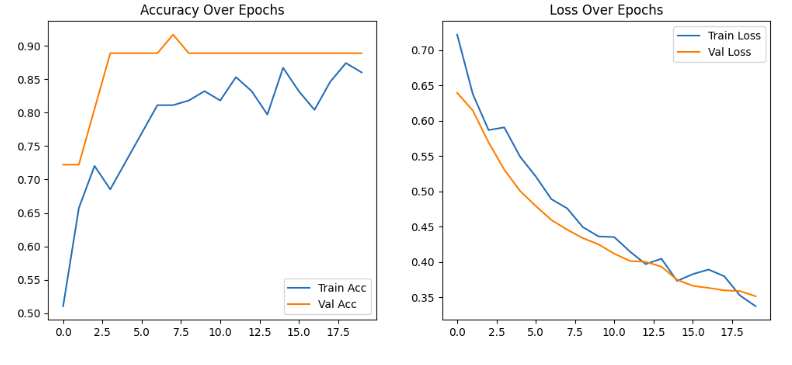 Accuracy Over Epochs
0.90
0.85
0.80
0.75
0.70
0.65
0.60
0.55
0.50
0.0 2.5 5.0 7.5 10.0 12.5 15.0 17.5
Train Acc
Val Acc
Loss Over Epochs
0.70
0.65
0.60
0.55
0.50
0.45
0.40
0.35
0.0 2.5 5.0 7.5 10.0 12.5 15.0 17.5
Train Loss
Val Loss